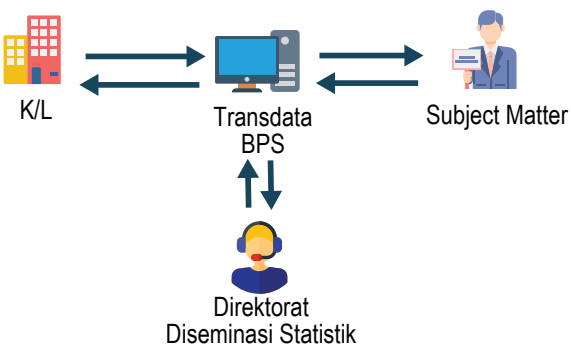 K/L
Transdata
BPS
Subject Matter
Direktorat
Diseminasi Statistik